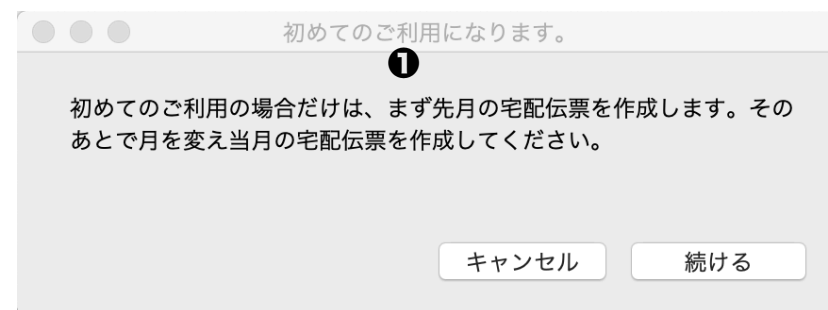 初めてのご利用になります。
❶
初めてのご利用の場合だけは、まず先月の宅配伝票を作成します。その
あとで月を変え当月の宅配伝票を作成してください。
キャンセル
続ける